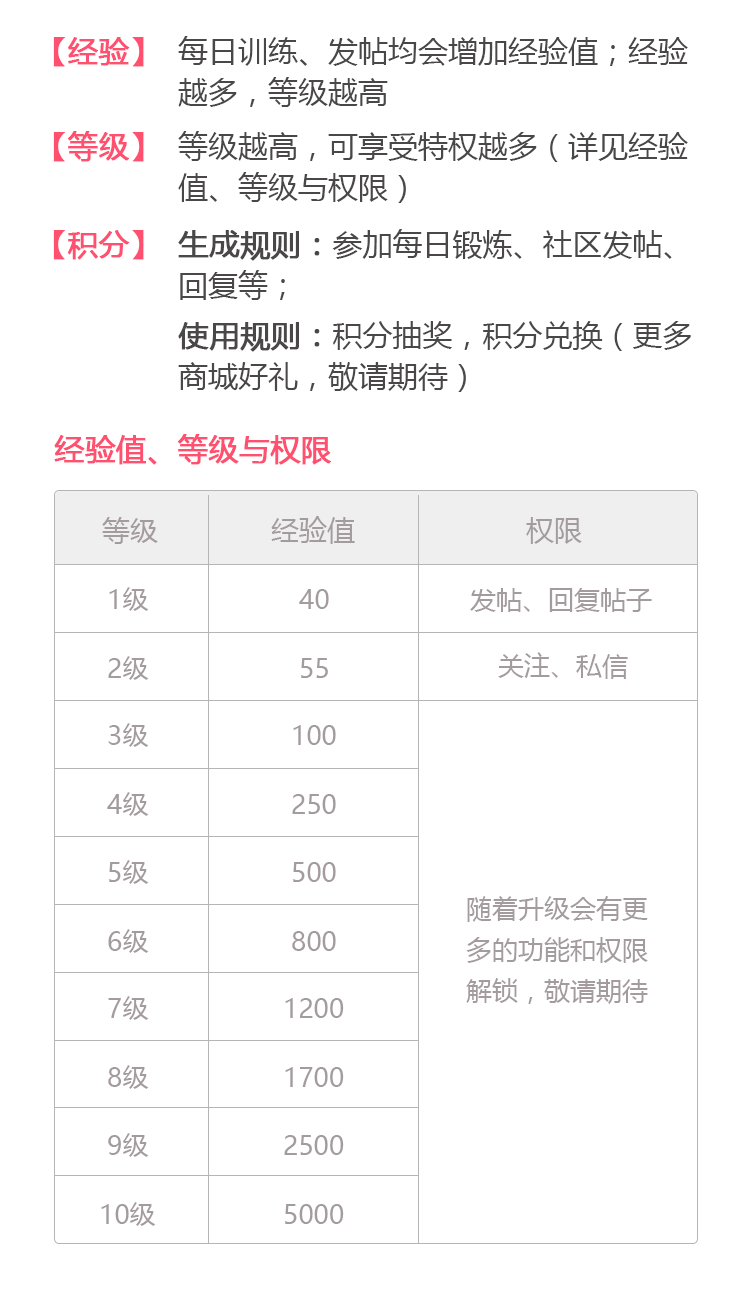 【经验】 每日训练、发帖均会增加经验值；经验
越多，等级越高
【等级】 等级越高，可享受特权越多（详见经验
值、等级与权限）
【积分】 生成规则：参加每日锻炼、社区发帖、
回复等；
使用规则：积分抽奖，积分兑换（更多
商城好礼，敬请期待）
经验值、等级与权限
等级 经验值 权限
1级 40 发帖、回复帖子
2级 55 关注、私信
3级 100
4级 250
5级 500
6级 800
7级 1200
8级 1700
9级 2500
10级 5000
随着升级会有更
多的功能和权限
解锁，敬请期待